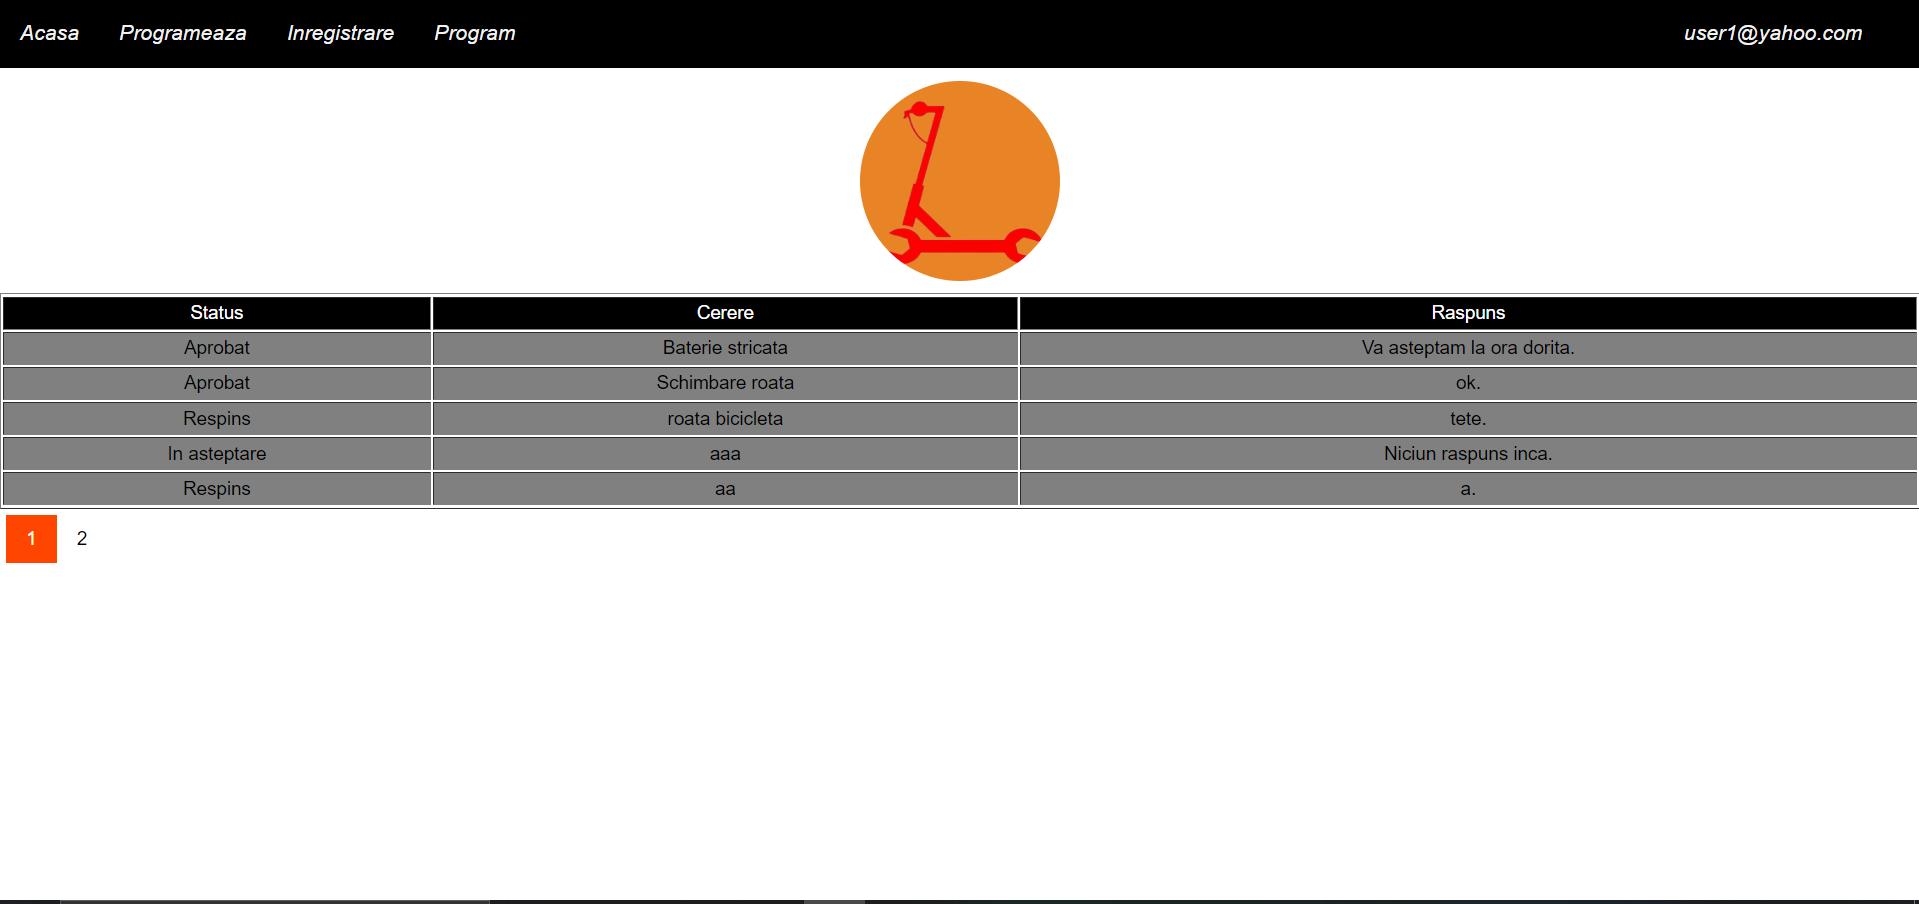 Acasa Programeaza Inregistrare Program user1@yahoo.com
Status Cerere Raspuns
Aprobat Baterie stricata Va asteptam la ora dorita.
Aprobat Schimbare roata ok.
Respins roata bicicleta tete.
In asteptare aaa Niciun raspuns inca.
Respins aa a.
1 2